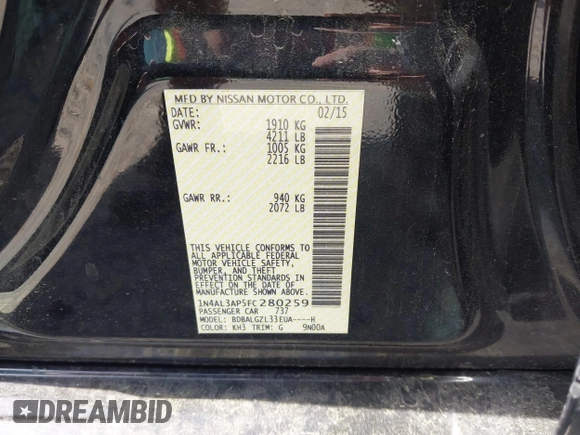 MFD BY NISSAN MOTOR CO., LTD.
DATE: 02/15
GVWR: 1910 KG
4211 LB
GAWR FR.: 1005 KG
2216 LB
GAWR RR.: 940 KG
2072 LB
THIS VEHICLE CONFORMS TO
ALL APPLICABLE FEDERAL
MOTOR VEHICLE SAFETY,
BUMPER, AND THEFT
PREVENTION STANDARDS IN
EFFECT ON THE DATE OF
MANUFACTURE SHOWN ABOVE.
1N4AL3AP5FC280259
PASSENGER CAR 737
MODEL: BDBALGZL33EUA----H
COLOR: KH3 TRIM: G 9N00A
DREAMBID